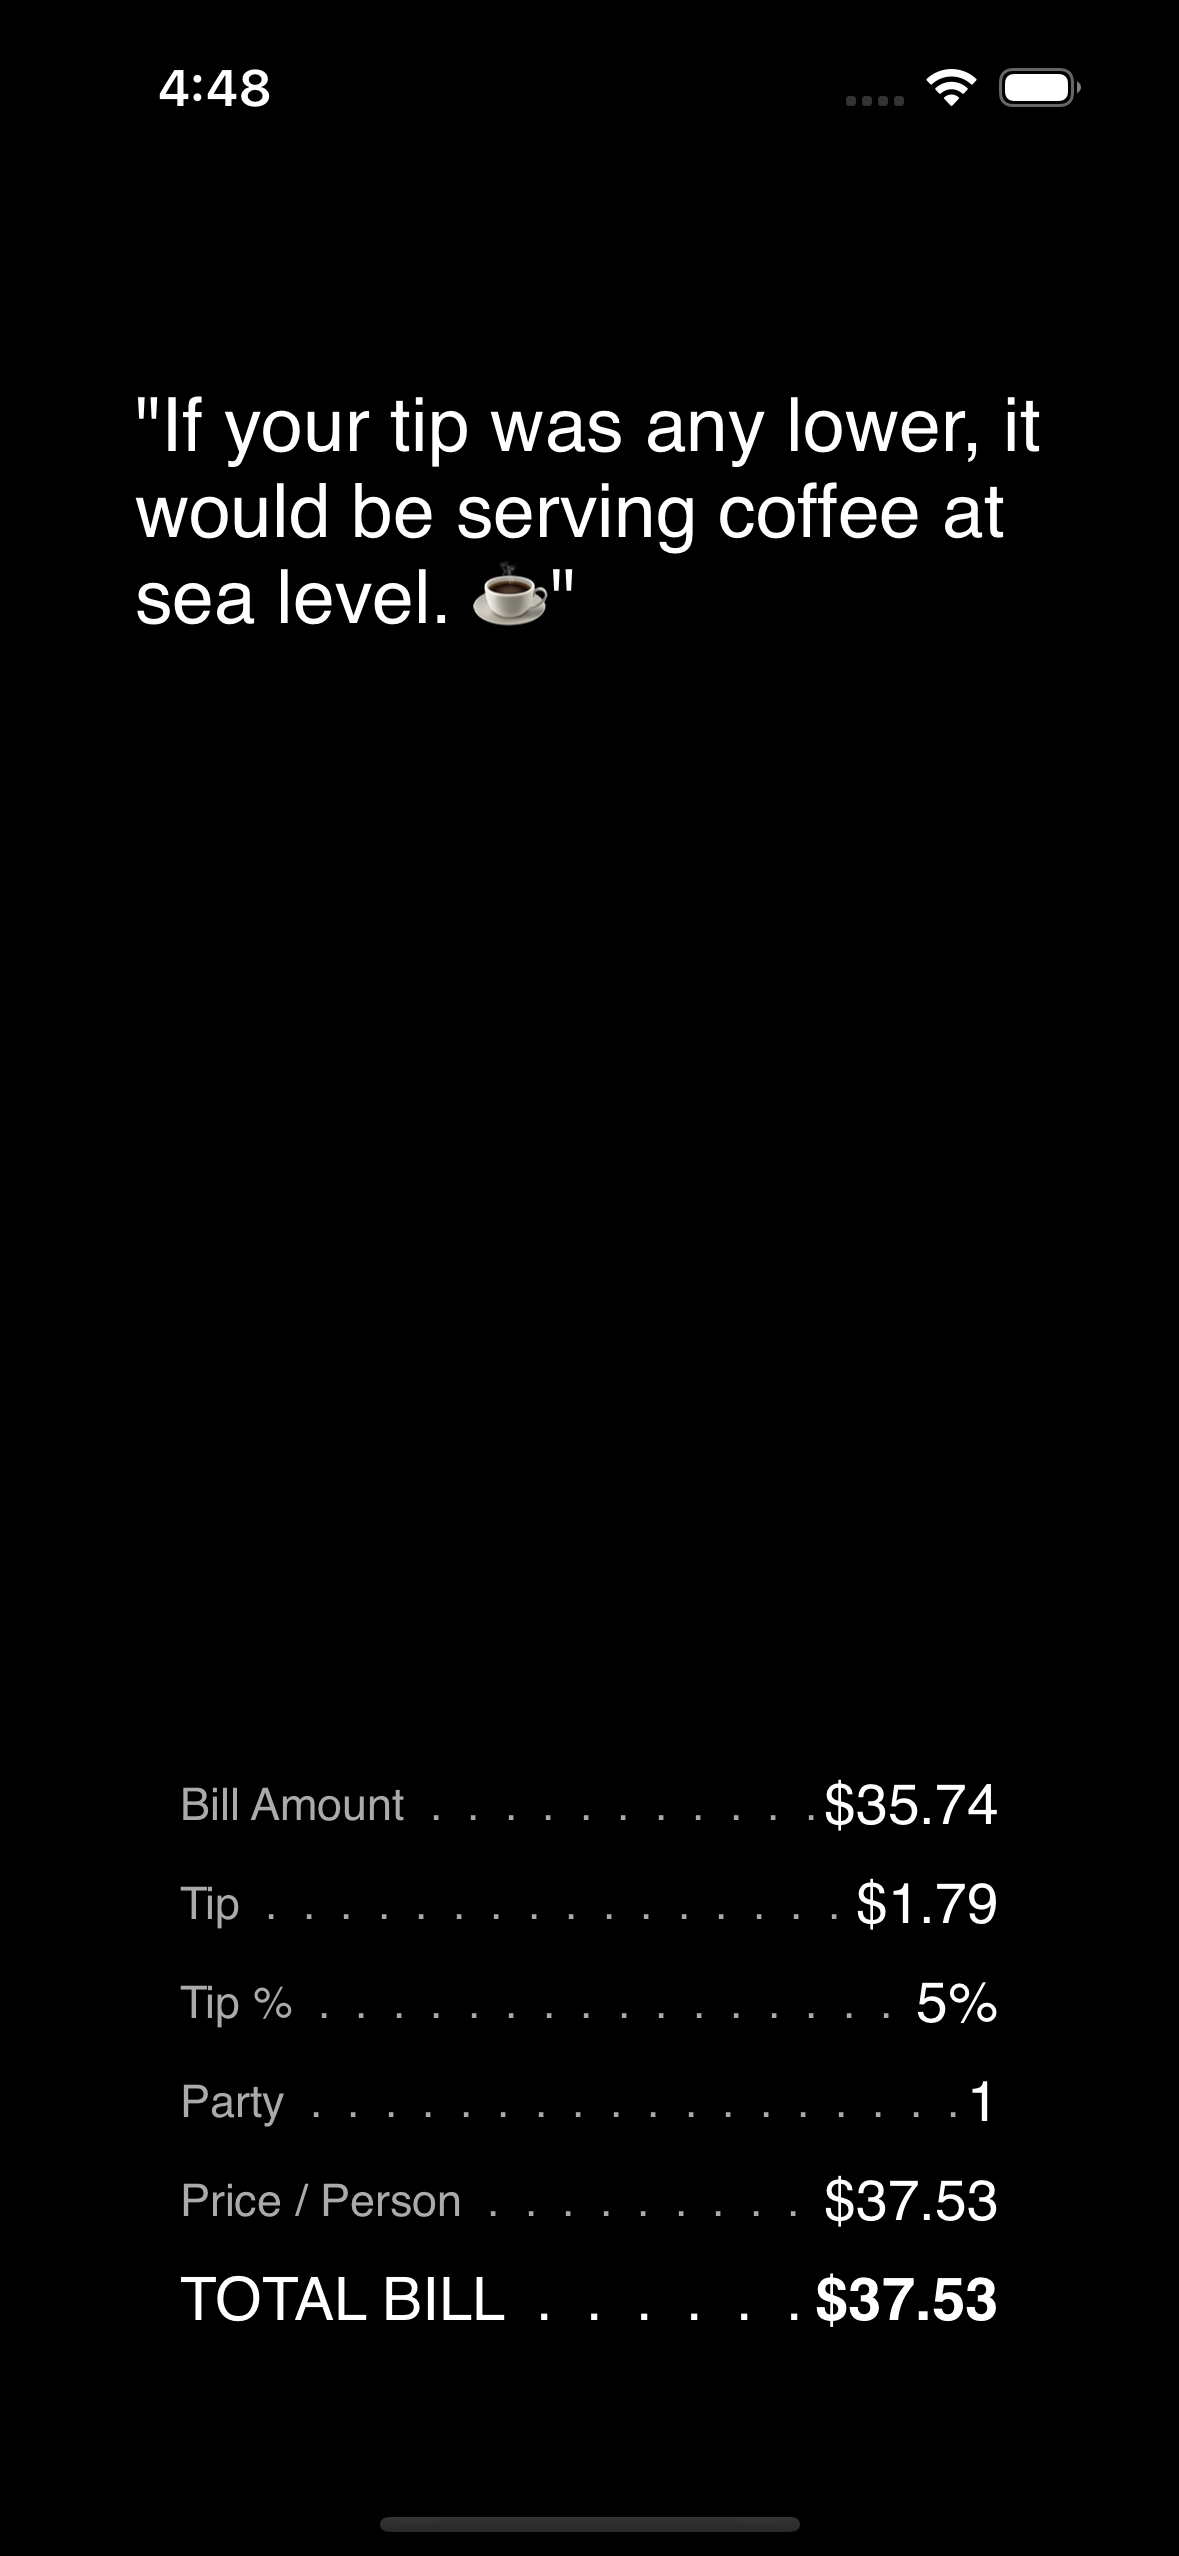 4:48
"If your tip was any lower, it
would be serving coffee at
sea level. ☕"
Bill Amount . . . . . . . . . . . $35.74
Tip . . . . . . . . . . . . . . . . $1.79
Tip % . . . . . . . . . . . . . . . . 5%
Party . . . . . . . . . . . . . . . . . . 1
Price / Person . . . . . . . . . $37.53
TOTAL BILL . . . . . . $37.53